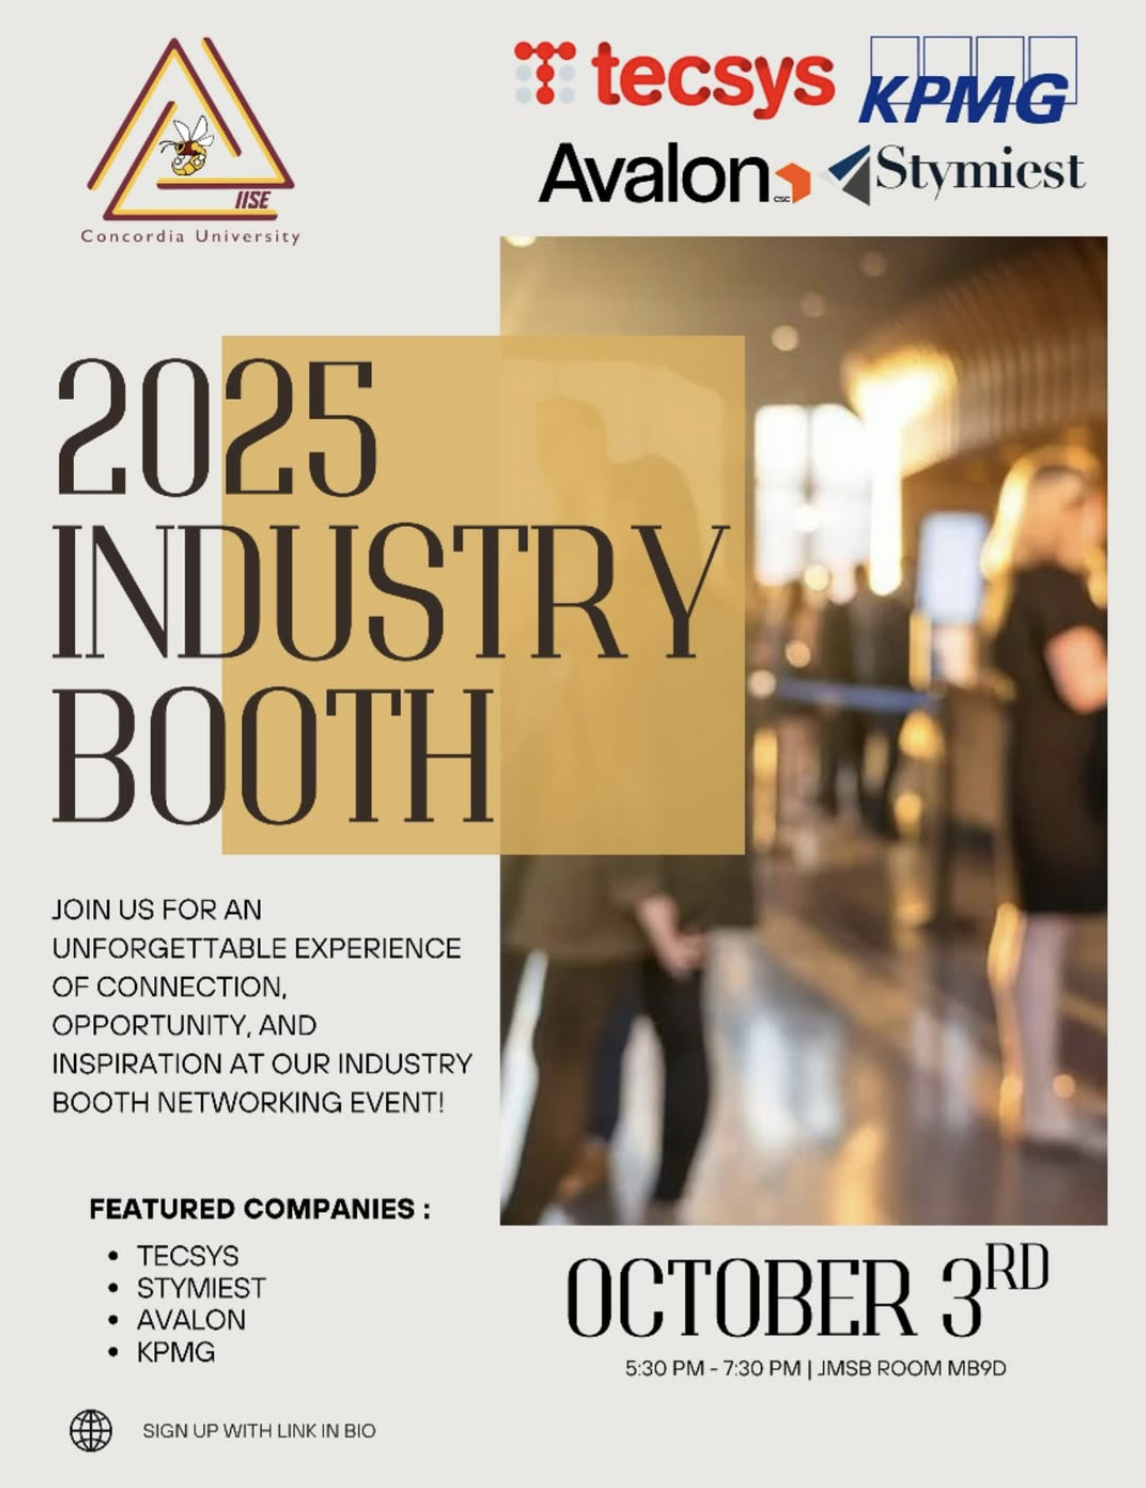 IISE
Concordia University
tecsys
KPMG
Avalon
csc
Stymiest
2025
INDUSTRY
BOOTH
JOIN US FOR AN
UNFORGETTABLE EXPERIENCE
OF CONNECTION,
OPPORTUNITY, AND
INSPIRATION AT OUR INDUSTRY
BOOTH NETWORKING EVENT!
FEATURED COMPANIES :
• TECSYS
• STYMIEST
• AVALON
• KPMG
SIGN UP WITH LINK IN BIO
OCTOBER 3RD
5:30 PM - 7:30 PM | JMSB ROOM MB9D